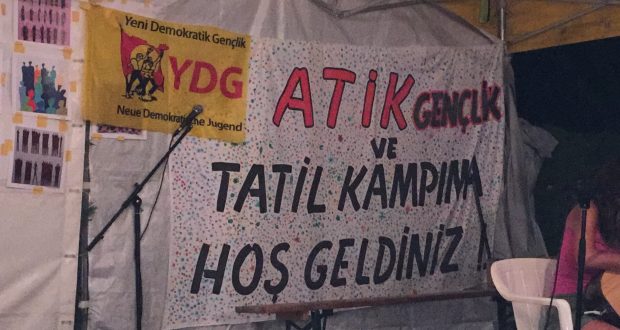 Yeni Demokratik Gençlik
YDG
Neue Demokratische Jugend
ATİK GENÇLİK
VE
TATİL KAMPINA
HOŞ GELDİNİZ !!